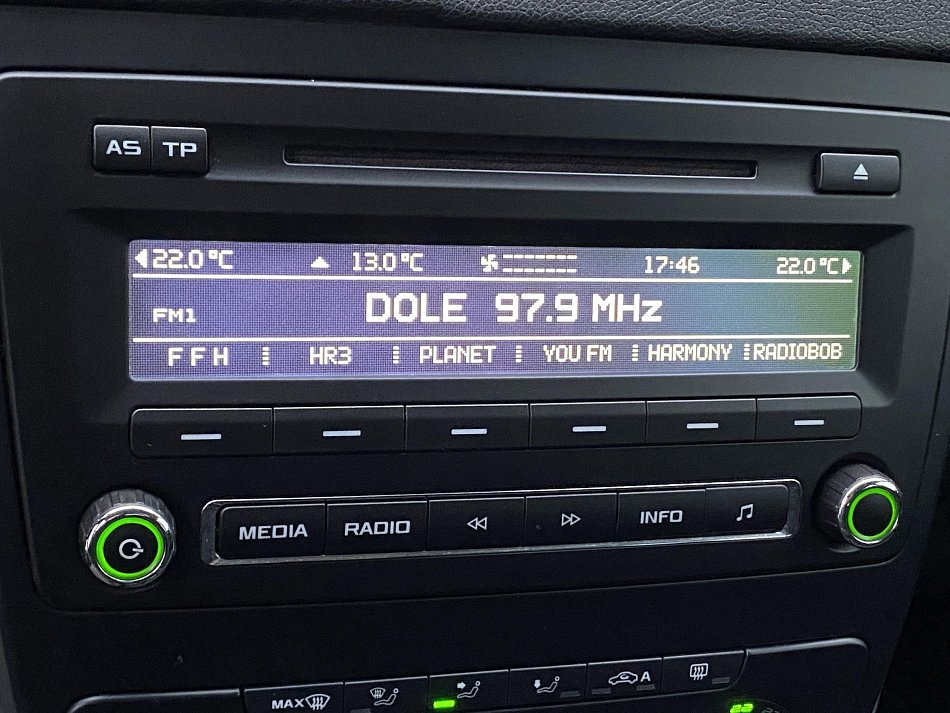 AS TP
22.0°C 13.0°C 17:46 22.0°C
FM1 DOLE 97.9 MHz
FFH HR3 PLANET YOU FM HARMONY RADIOBOB
MEDIA RADIO INFO
MAX A
22